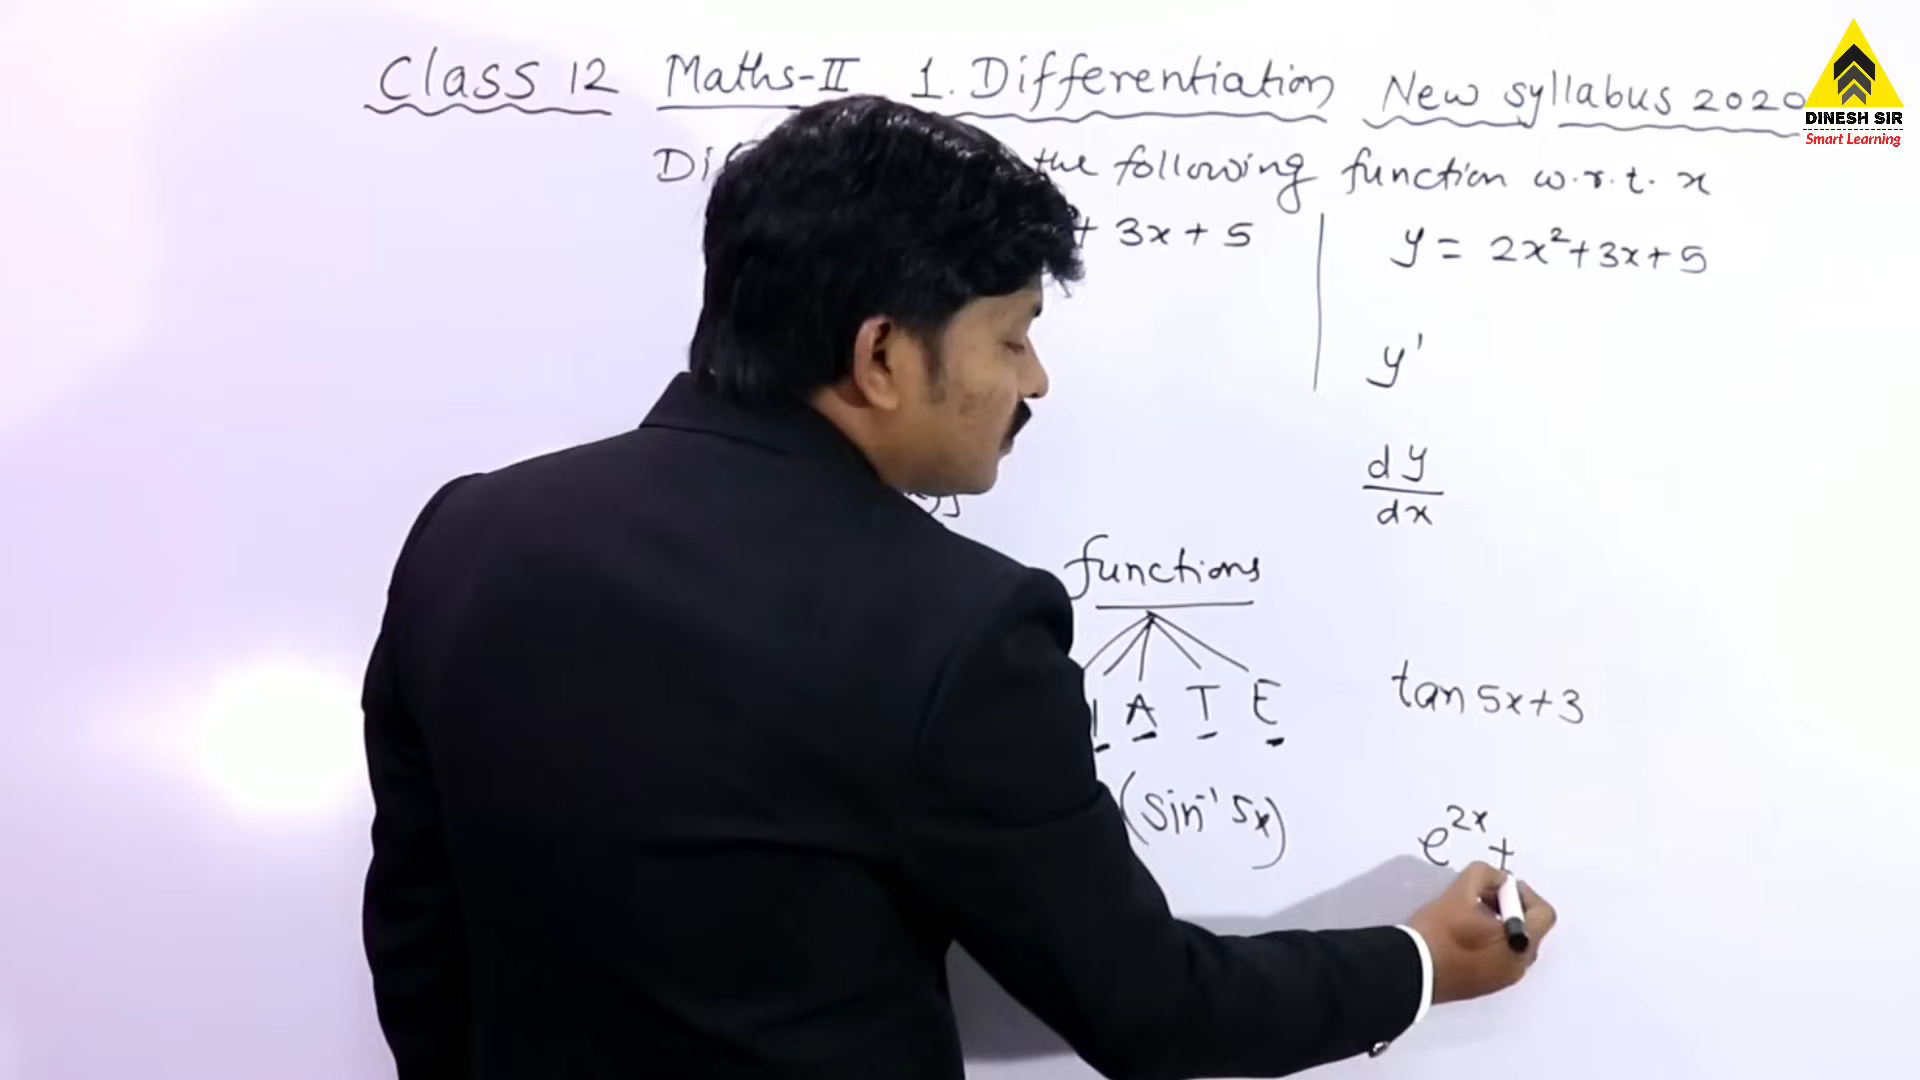 Class 12 Maths-II 1. Differentiation New syllabus 2020
the following function w.r.t. x
+ 3x + 5
y = 2x²+3x+5
y'
dy
dx
functions
I A T E
tan 5x+3
(sin⁻¹ 5x)
e²ˣ +
DINESH SIR
Smart Learning